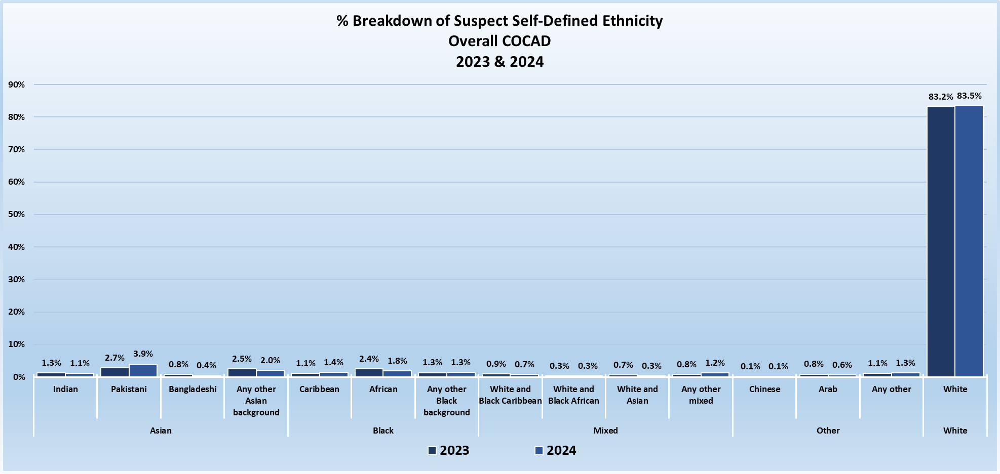 % Breakdown of Suspect Self-Defined Ethnicity
Overall COCAD
2023 & 2024
90%
80%
70%
60%
50%
40%
30%
20%
10%
0%
1.3% 1.1%
2.7% 3.9%
0.8% 0.4%
2.5% 2.0%
1.1% 1.4%
2.4% 1.8%
1.3% 1.3%
0.9% 0.7%
0.3% 0.3%
0.7% 0.3%
0.8% 1.2%
0.1% 0.1%
0.8% 0.6%
1.1% 1.3%
83.2% 83.5%
Indian
Pakistani
Bangladeshi
Any other
Asian
background
Caribbean
African
Any other
Black
background
White and
Black Caribbean
White and
Black African
White and
Asian
Any other
mixed
Chinese
Arab
Any other
White
Asian
Black
Mixed
Other
White
2023
2024